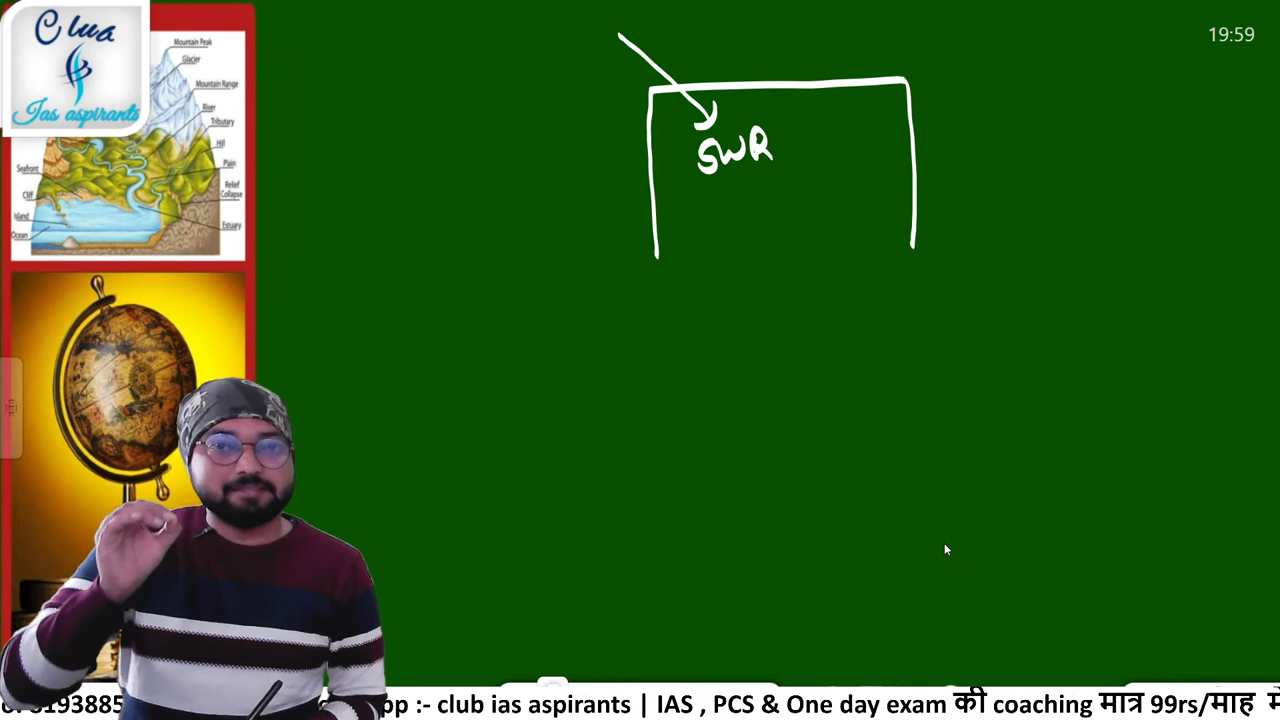 Clua
Ias aspirants
Mountain Peak
Glacier
Mountain Range
River
Tributary
Hill
Plain
Seafront
Relief
Collapse
Cliff
Island
Estuary
Ocean
19:59
SWR
pp :- club ias aspirants | IAS , PCS & One day exam की coaching मात्र 99rs/माह